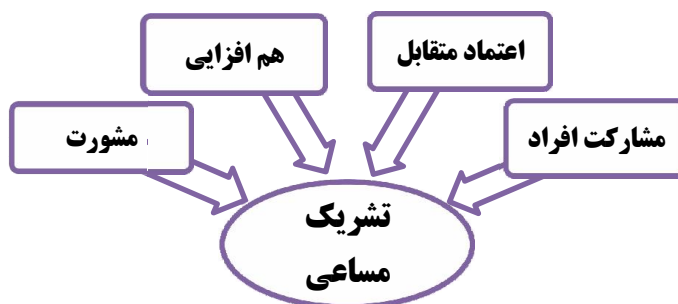 اعتماد متقابل
هم افزایی
مشارکت افراد
، مشورت
تشریک
مساعی